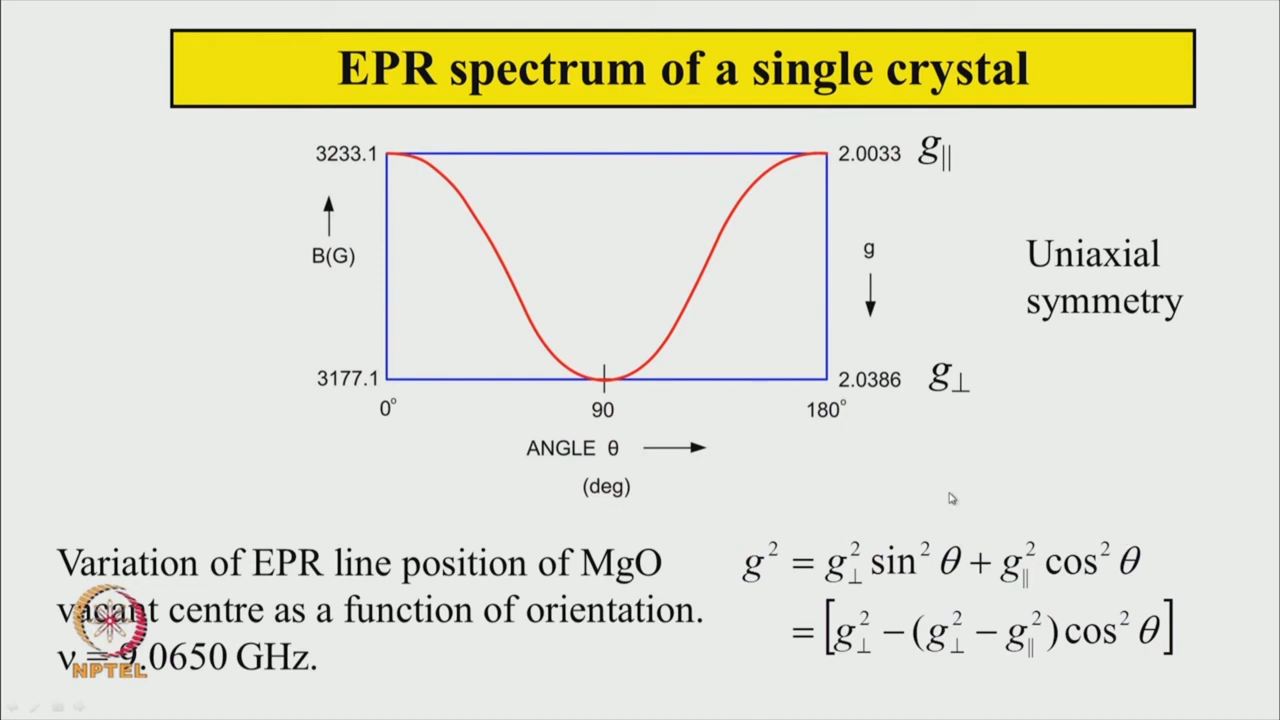 EPR spectrum of a single crystal
3233.1
2.0033 g∥
B(G)
g
Uniaxial
symmetry
3177.1
2.0386 g⊥
0° 90 180°
ANGLE θ
(deg)
Variation of EPR line position of MgO
vacant centre as a function of orientation.
ν = 9.0650 GHz.
g² = g⊥² sin² θ + g∥² cos² θ
= [g⊥² − (g⊥² − g∥²) cos² θ]
NPTEL